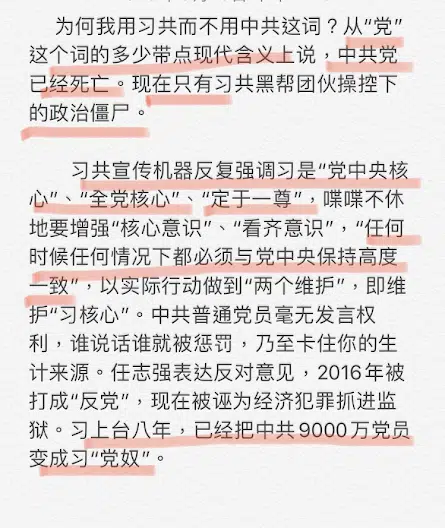 为何我用习共而不用中共这词？从“党”
这个词的多少带点现代含义上说，中共党
已经死亡。现在只有习共黑帮团伙操控下
的政治僵尸。
习共宣传机器反复强调习是“党中央核
心”、“全党核心”、“定于一尊”，喋喋不休
地要增强“核心意识”、“看齐意识”，“任何
时候任何情况下都必须与党中央保持高度
一致”，以实际行动做到“两个维护”，即维
护“习核心”。中共普通党员毫无发言权
利，谁说话谁就被惩罚，乃至卡住你的生
计来源。任志强表达反对意见，2016年被
打成“反党”，现在被诬为经济犯罪抓进监
狱。习上台八年，已经把中共9000万党员
变成习“党奴”。